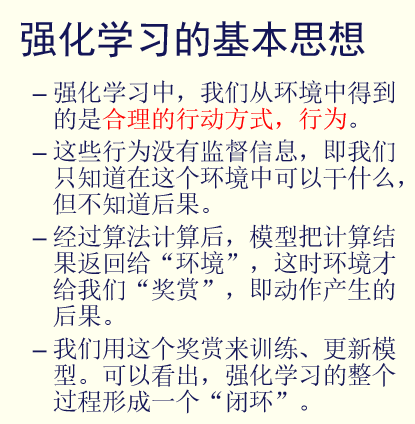 强化学习的基本思想
– 强化学习中，我们从环境中得到
的是合理的行动方式，行为。
– 这些行为没有监督信息，即我们
只知道在这个环境中可以干什么，
但不知道后果。
– 经过算法计算后，模型把计算结
果返回给“环境”，这时环境才
给我们“奖赏”，即动作产生的
后果。
– 我们用这个奖赏来训练、更新模
型。可以看出，强化学习的整个
过程形成一个“闭环”。